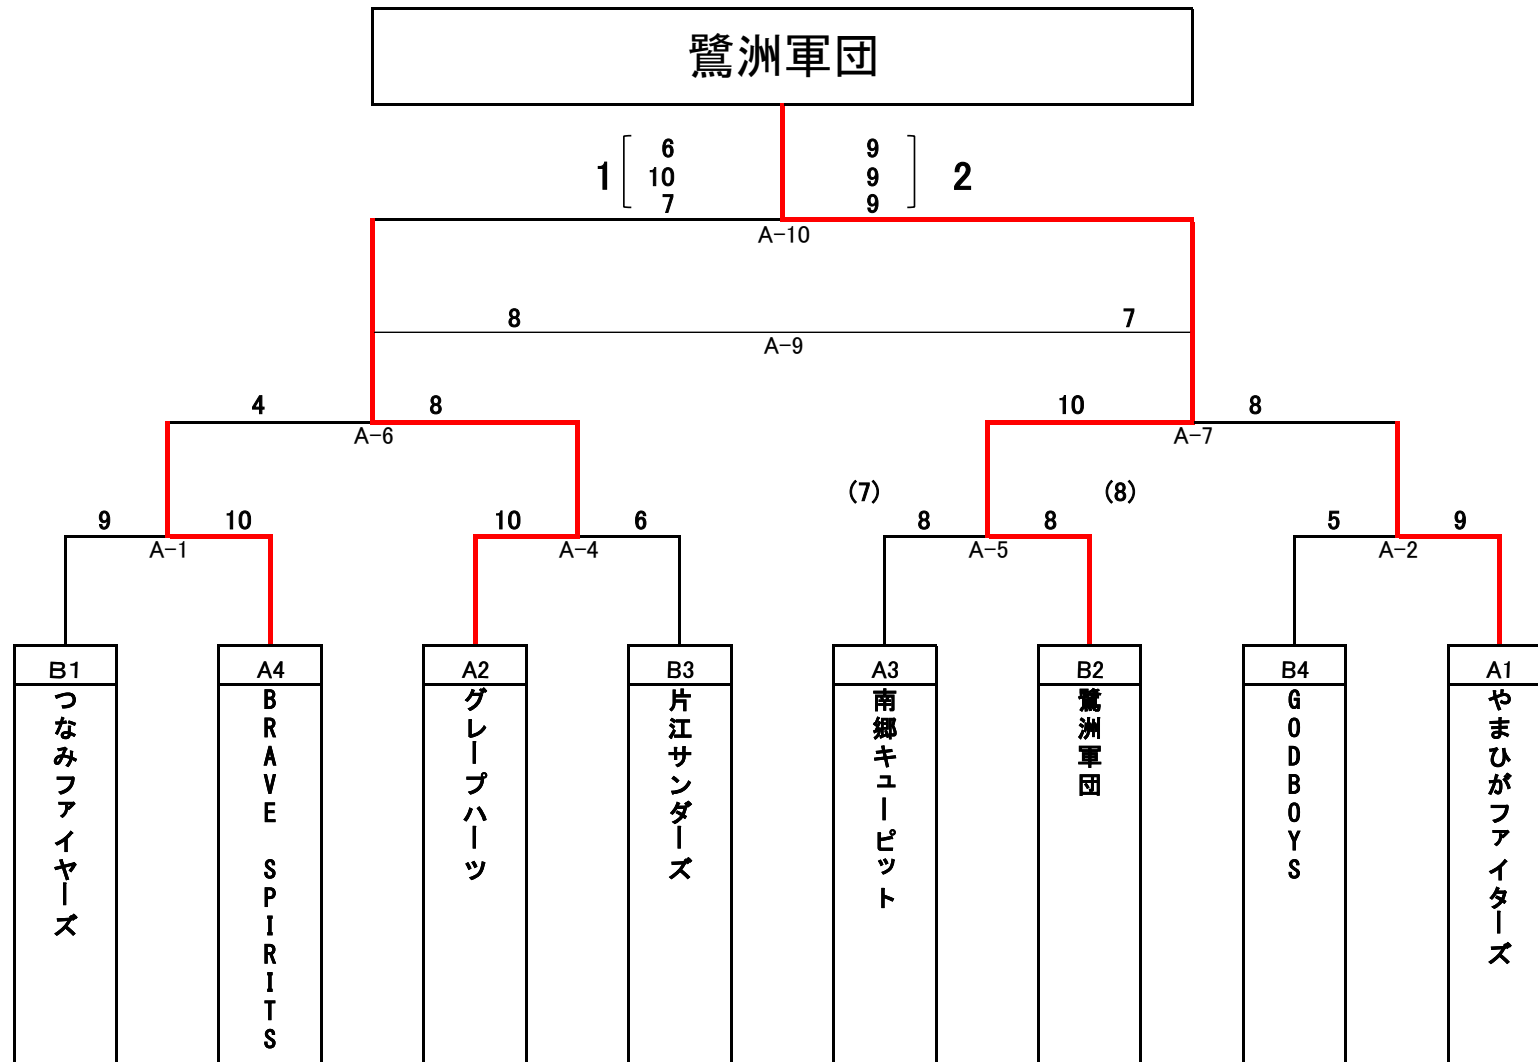 鷺洲軍団
6 9
1 10 9 2
7 9
A-10
8 7
A-9
4 8 10 8
A-6 A-7
(7) (8)
9 10 10 6 8 8 5 9
A-1 A-4 A-5 A-2
B1 A4 A2 B3 A3 B2 B4 A1
つなみファイヤーズ
BRAVE SPIRITS
グレープハーツ
片江サンダーズ
南郷キューピット
鷺洲軍団
GODBOYS
やまひがファイターズ